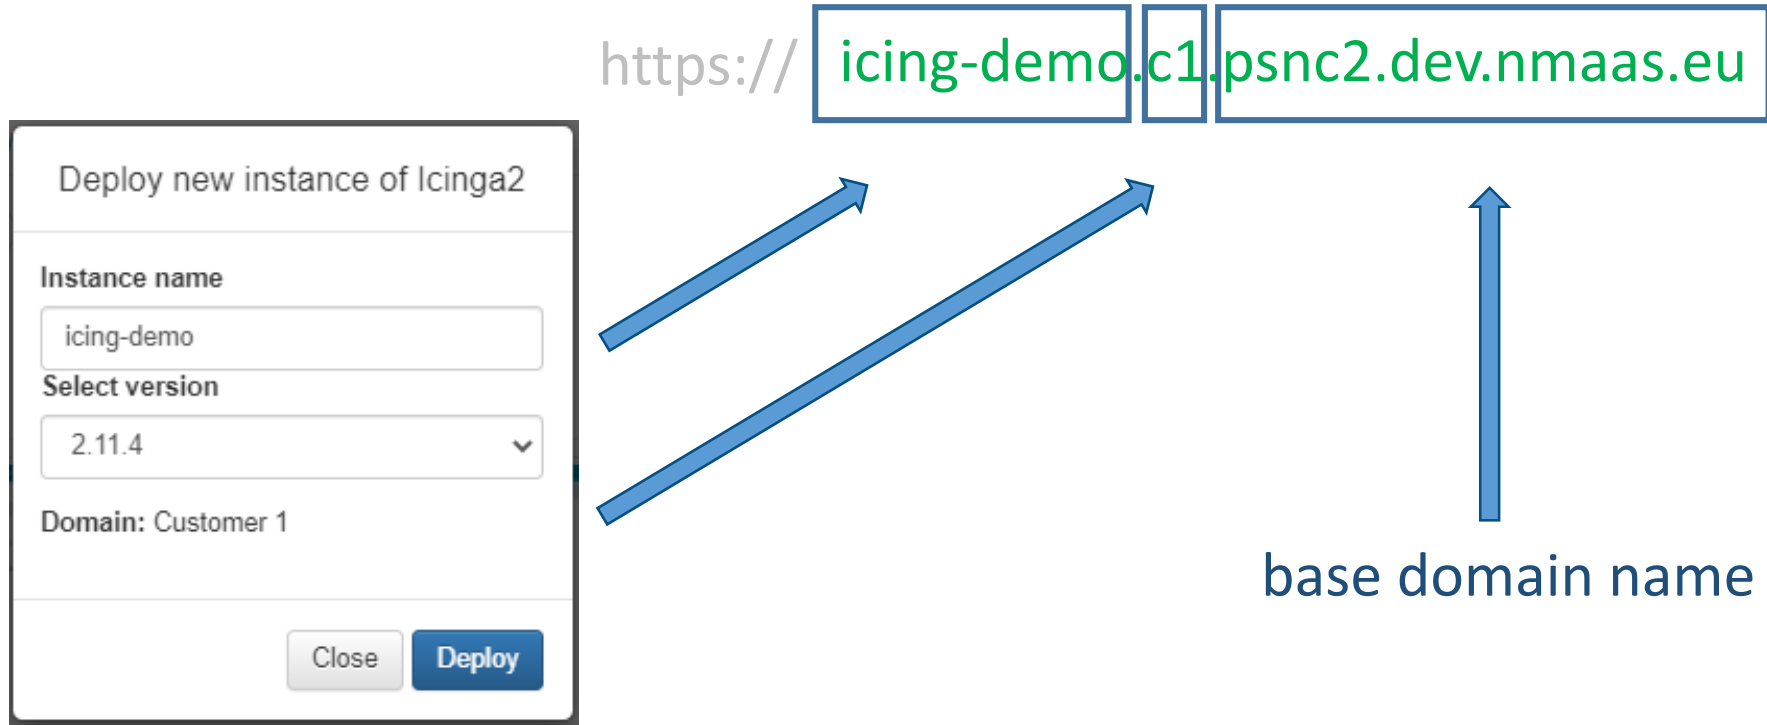 https:// icing-demo.c1.psnc2.dev.nmaas.eu
Deploy new instance of Icinga2
Instance name
icing-demo
Select version
2.11.4
Domain: Customer 1
Close Deploy
base domain name